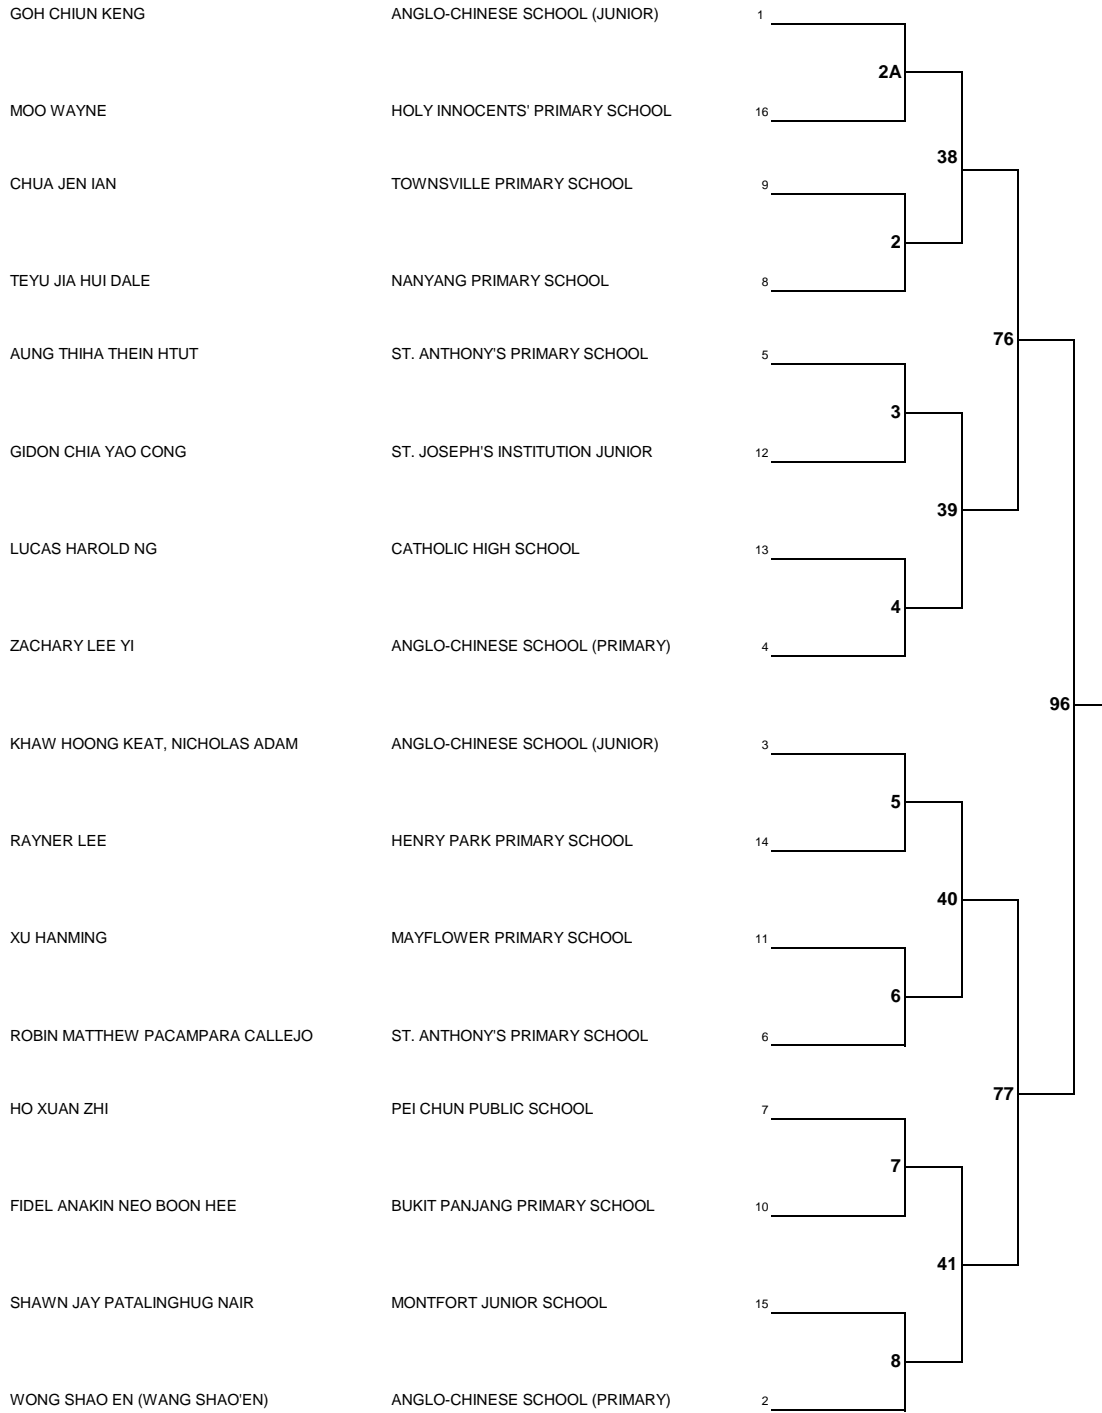 GOH CHIUN KENG ANGLO-CHINESE SCHOOL (JUNIOR) 1
2A
MOO WAYNE HOLY INNOCENTS' PRIMARY SCHOOL 16
38
CHUA JEN IAN TOWNSVILLE PRIMARY SCHOOL 9
2
TEYU JIA HUI DALE NANYANG PRIMARY SCHOOL 8
76
AUNG THIHA THEIN HTUT ST. ANTHONY'S PRIMARY SCHOOL 5
3
GIDON CHIA YAO CONG ST. JOSEPH'S INSTITUTION JUNIOR 12
39
LUCAS HAROLD NG CATHOLIC HIGH SCHOOL 13
4
ZACHARY LEE YI ANGLO-CHINESE SCHOOL (PRIMARY) 4
96
KHAW HOONG KEAT, NICHOLAS ADAM ANGLO-CHINESE SCHOOL (JUNIOR) 3
5
RAYNER LEE HENRY PARK PRIMARY SCHOOL 14
40
XU HANMING MAYFLOWER PRIMARY SCHOOL 11
6
ROBIN MATTHEW PACAMPARA CALLEJO ST. ANTHONY'S PRIMARY SCHOOL 6
77
HO XUAN ZHI PEI CHUN PUBLIC SCHOOL 7
7
FIDEL ANAKIN NEO BOON HEE BUKIT PANJANG PRIMARY SCHOOL 10
41
SHAWN JAY PATALINGHUG NAIR MONTFORT JUNIOR SCHOOL 15
8
WONG SHAO EN (WANG SHAO'EN) ANGLO-CHINESE SCHOOL (PRIMARY) 2